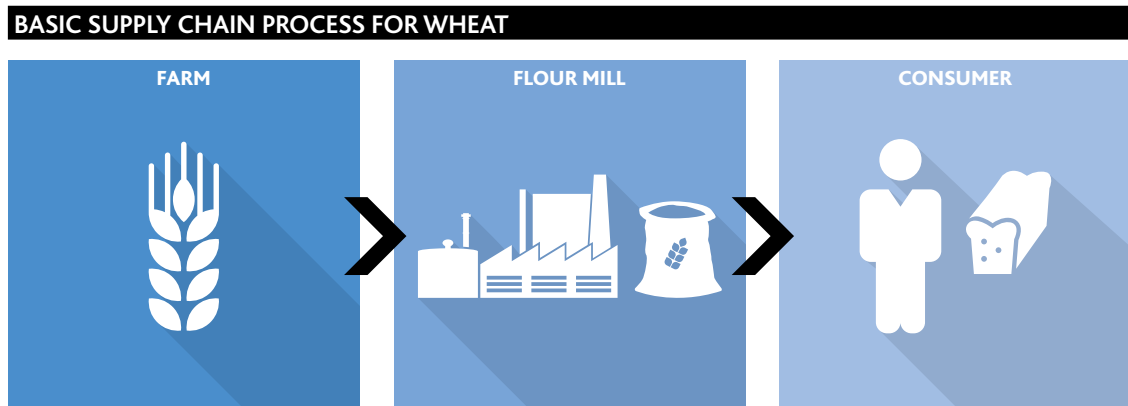 BASIC SUPPLY CHAIN PROCESS FOR WHEAT
FARM
FLOUR MILL
CONSUMER